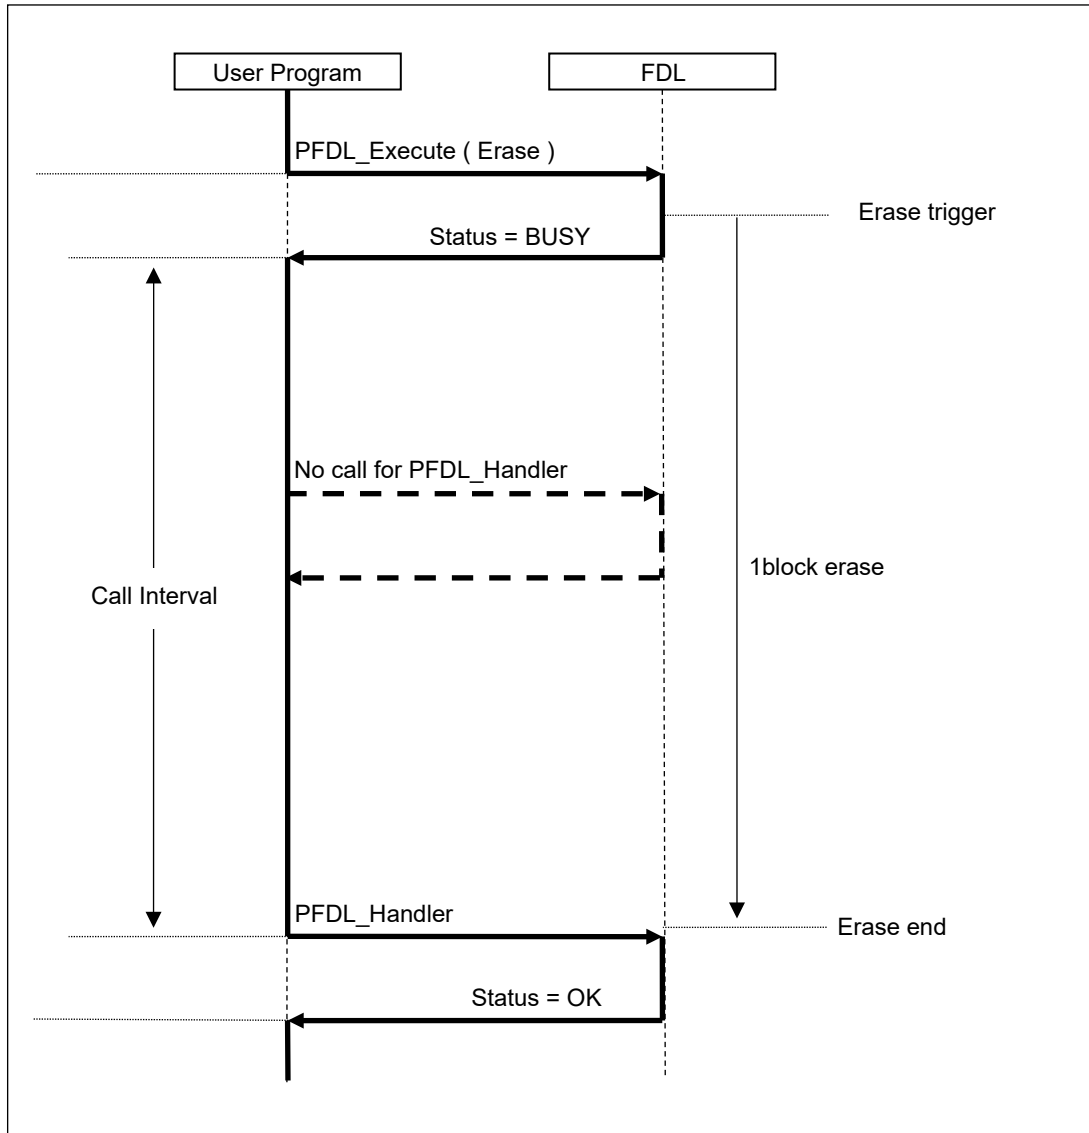 User Program
FDL
PFDL_Execute ( Erase )
Erase trigger
Status = BUSY
No call for PFDL_Handler
1block erase
Call Interval
PFDL_Handler
Erase end
Status = OK